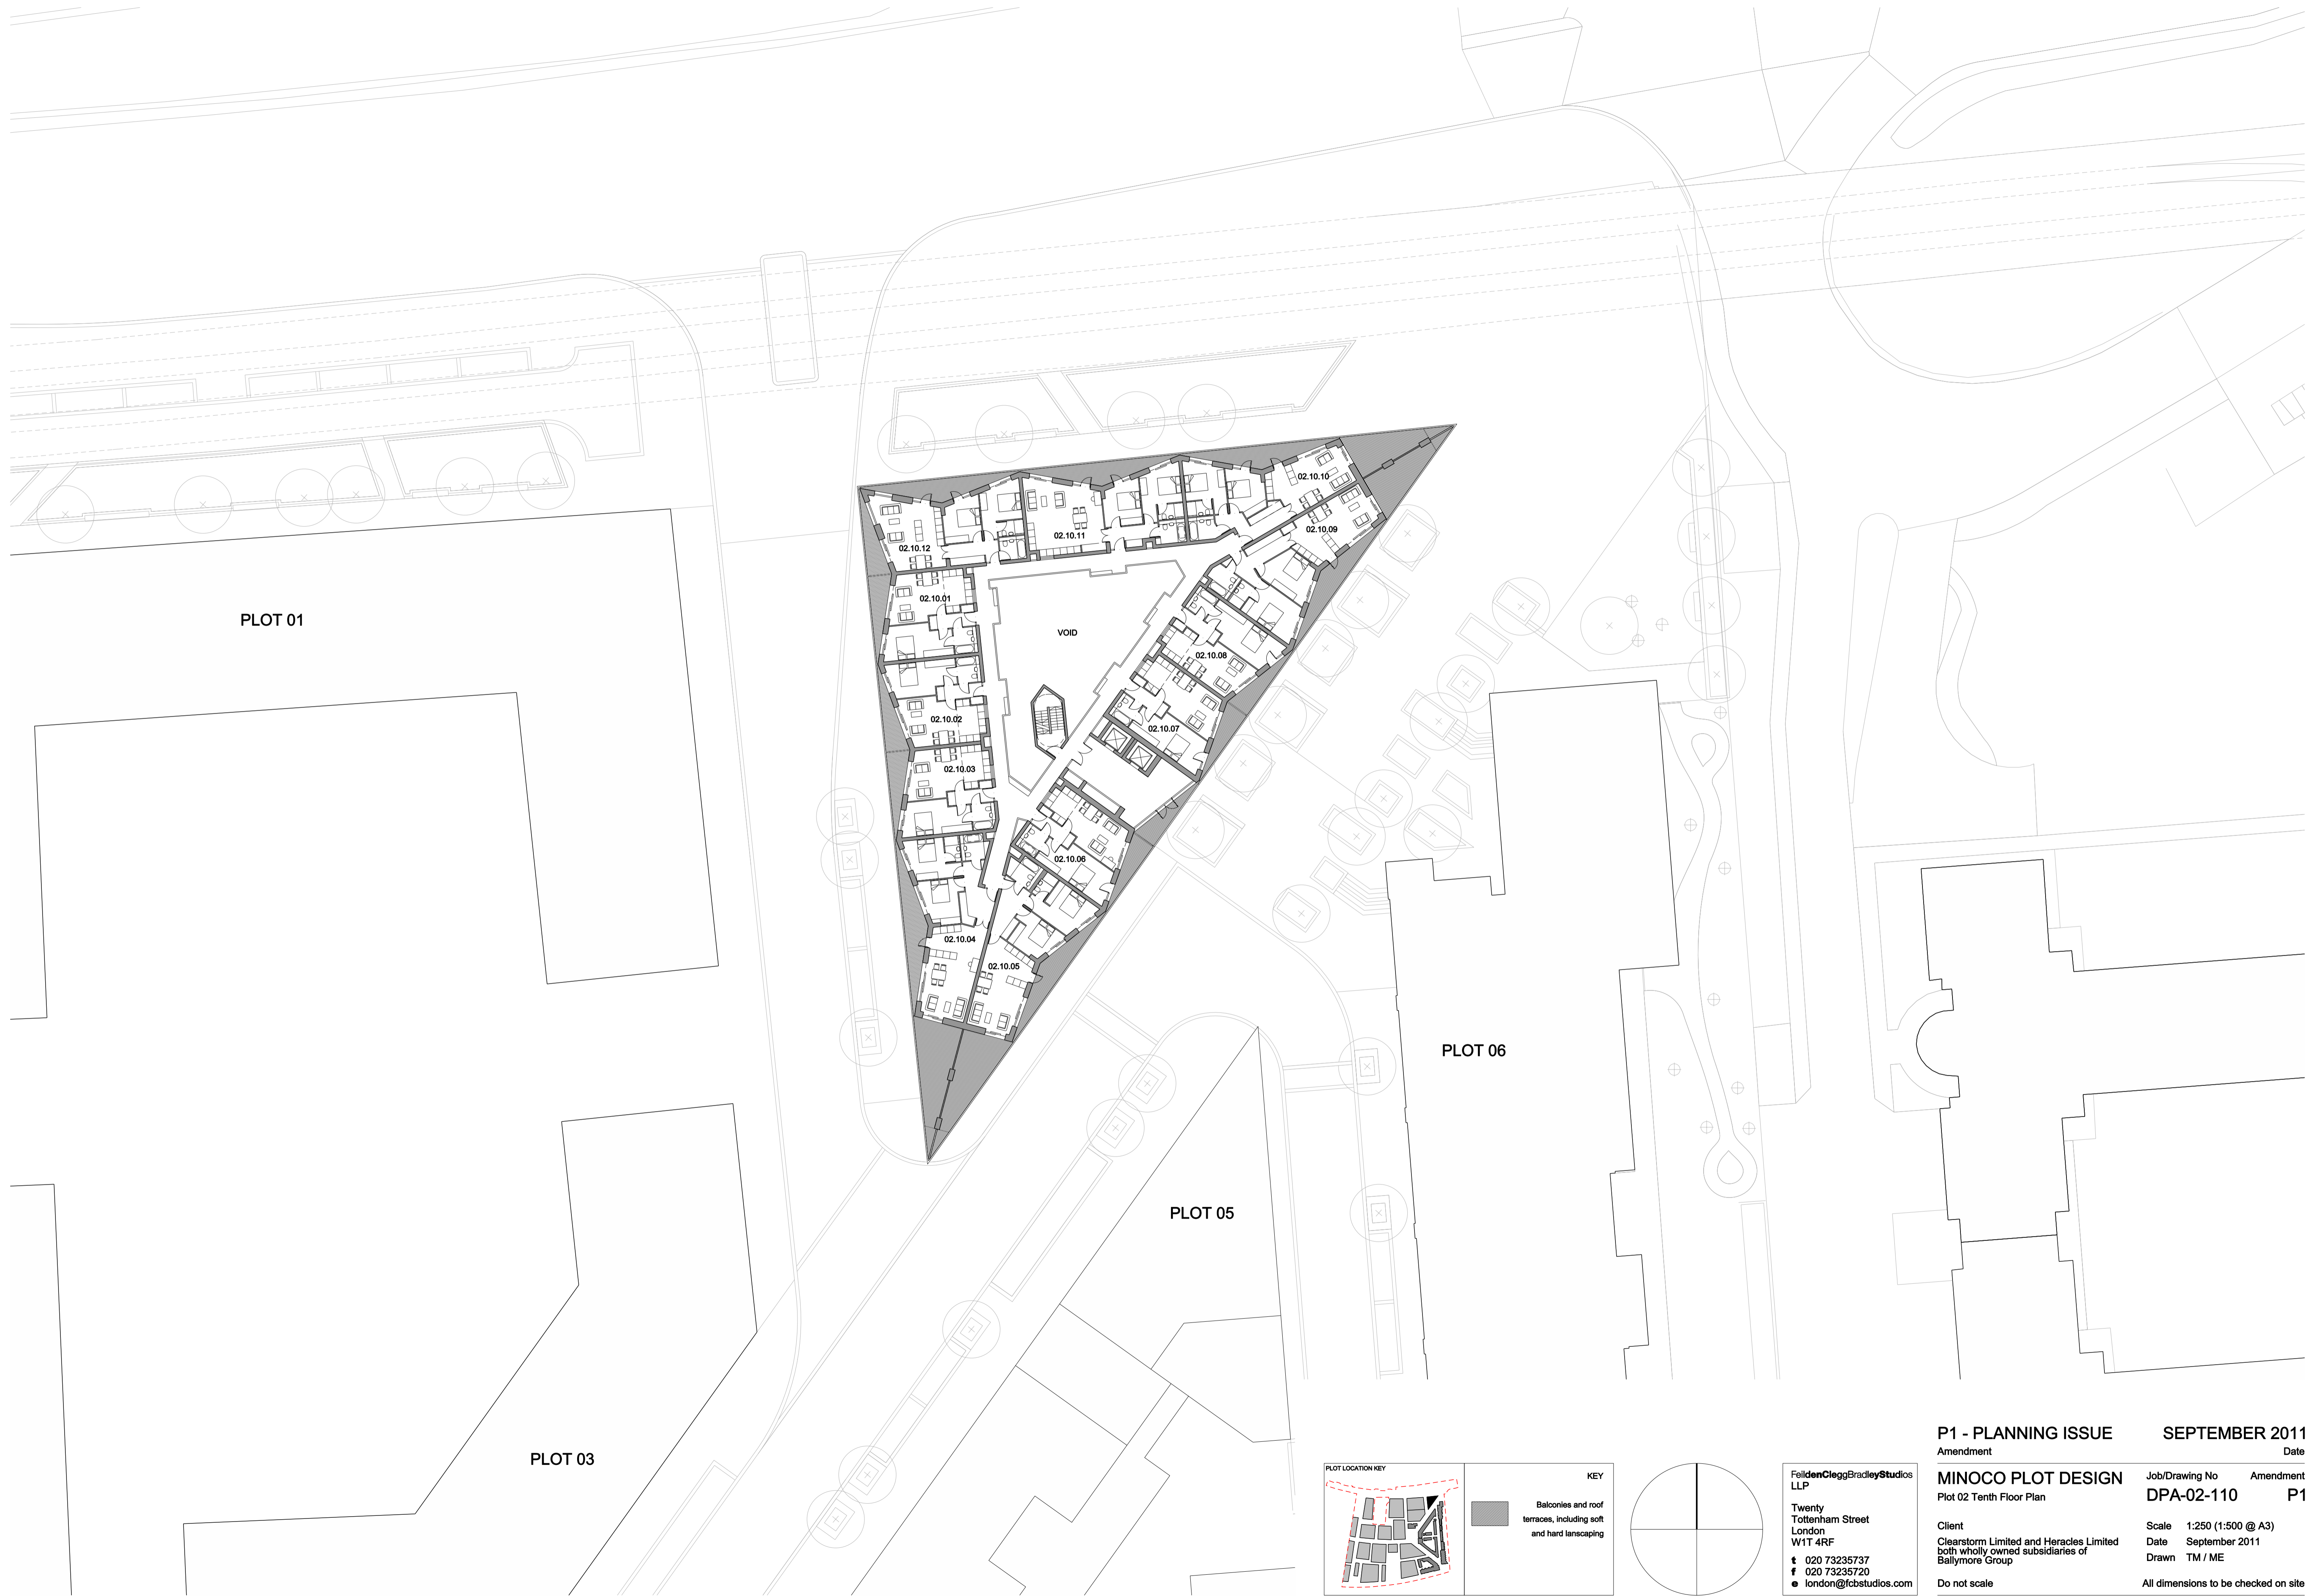 02.10.10
02.10.09
02.10.11
02.10.12
02.10.01
PLOT 01
VOID
02.10.08
02.10.02
02.10.07
02.10.03
02.10.06
02.10.04
02.10.05
PLOT 06
PLOT 05
PLOT 03
PLOT LOCATION KEY
KEY
Balconies and roof
terraces, including soft
and hard lanscaping
FeildenCleggBradleyStudios
LLP
Twenty
Tottenham Street
London
W1T 4RF
t 020 73235737
f 020 73235720
e london@fcbstudios.com
P1 - PLANNING ISSUE SEPTEMBER 2011
Amendment Date
MINOCO PLOT DESIGN
Plot 02 Tenth Floor Plan
Job/Drawing No Amendment
DPA-02-110 P1
Client
Clearstorm Limited and Heracles Limited
both wholly owned subsidiaries of
Ballymore Group
Scale 1:250 (1:500 @ A3)
Date September 2011
Drawn TM / ME
Do not scale All dimensions to be checked on site